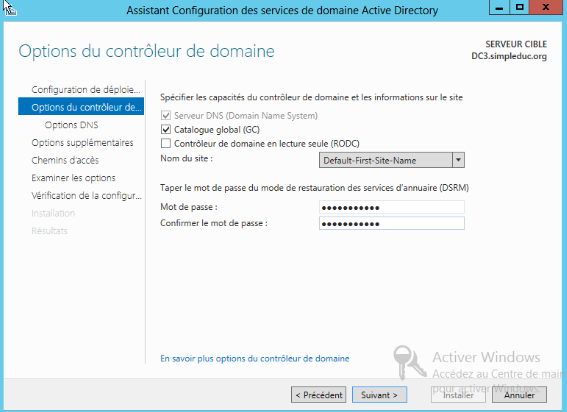 Assistant Configuration des services de domaine Active Directory
Options du contrôleur de domaine
SERVEUR CIBLE
DC3.simpleduc.org
Configuration de déploie...
Options du contrôleur de...
Options DNS
Options supplémentaires
Chemins d'accès
Examiner les options
Vérification de la configur...
Installation
Résultats
Spécifier les capacités du contrôleur de domaine et les informations sur le site
Serveur DNS (Domain Name System)
Catalogue global (GC)
Contrôleur de domaine en lecture seule (RODC)
Nom du site : Default-First-Site-Name
Taper le mot de passe du mode de restauration des services d'annuaire (DSRM)
Mot de passe : •••••••••••
Confirmer le mot de passe : •••••••••••
En savoir plus options du contrôleur de domaine
Activer Windows
Accédez au Centre de main
pour activer Windows.
< Précédent Suivant > Installer Annuler